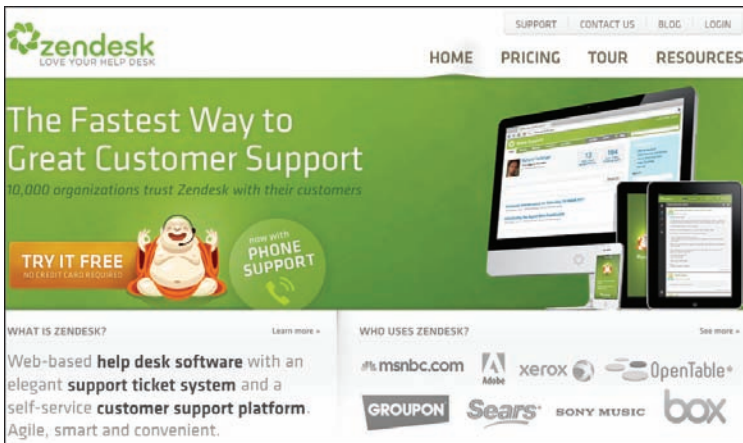 SUPPORT CONTACT US BLOG LOGIN
zendesk
LOVE YOUR HELP DESK
HOME PRICING TOUR RESOURCES
The Fastest Way to
Great Customer Support
10,000 organizations trust Zendesk with their customers
TRY IT FREE
NO CREDIT CARD REQUIRED
now with
PHONE
SUPPORT
WHAT IS ZENDESK? Learn more »
Web-based help desk software with an
elegant support ticket system and a
self-service customer support platform.
Agile, smart and convenient.
WHO USES ZENDESK? See more »
msnbc.com Adobe xerox OpenTable
GROUPON Sears SONY MUSIC box